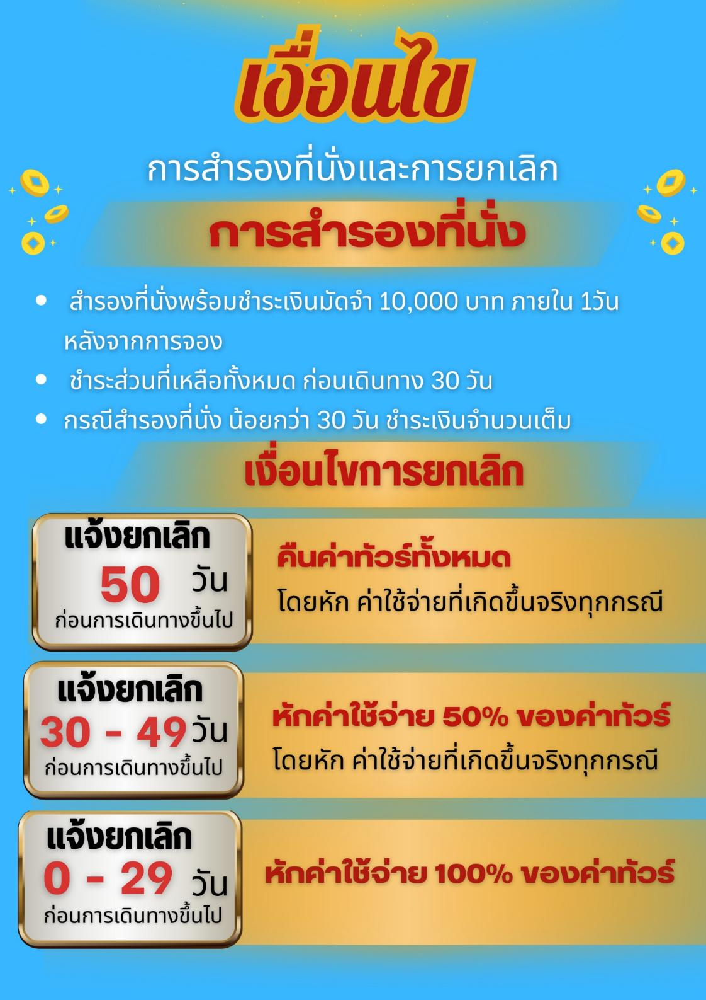 เงื่อนไข
การสำรองที่นั่งและการยกเลิก
การสำรองที่นั่ง
สำรองที่นั่งพร้อมชำระเงินมัดจำ 10,000 บาท ภายใน 1วัน
หลังจากการจอง
ชำระส่วนที่เหลือทั้งหมด ก่อนเดินทาง 30 วัน
กรณีสำรองที่นั่ง น้อยกว่า 30 วัน ชำระเงินจำนวนเต็ม
เงื่อนไขการยกเลิก
แจ้งยกเลิก
50 วัน
ก่อนการเดินทางขึ้นไป
คืนค่าทัวร์ทั้งหมด
โดยหัก ค่าใช้จ่ายที่เกิดขึ้นจริงทุกกรณี
แจ้งยกเลิก
30 - 49 วัน
ก่อนการเดินทางขึ้นไป
หักค่าใช้จ่าย 50% ของค่าทัวร์
โดยหัก ค่าใช้จ่ายที่เกิดขึ้นจริงทุกกรณี
แจ้งยกเลิก
0 - 29 วัน
ก่อนการเดินทางขึ้นไป
หักค่าใช้จ่าย 100% ของค่าทัวร์